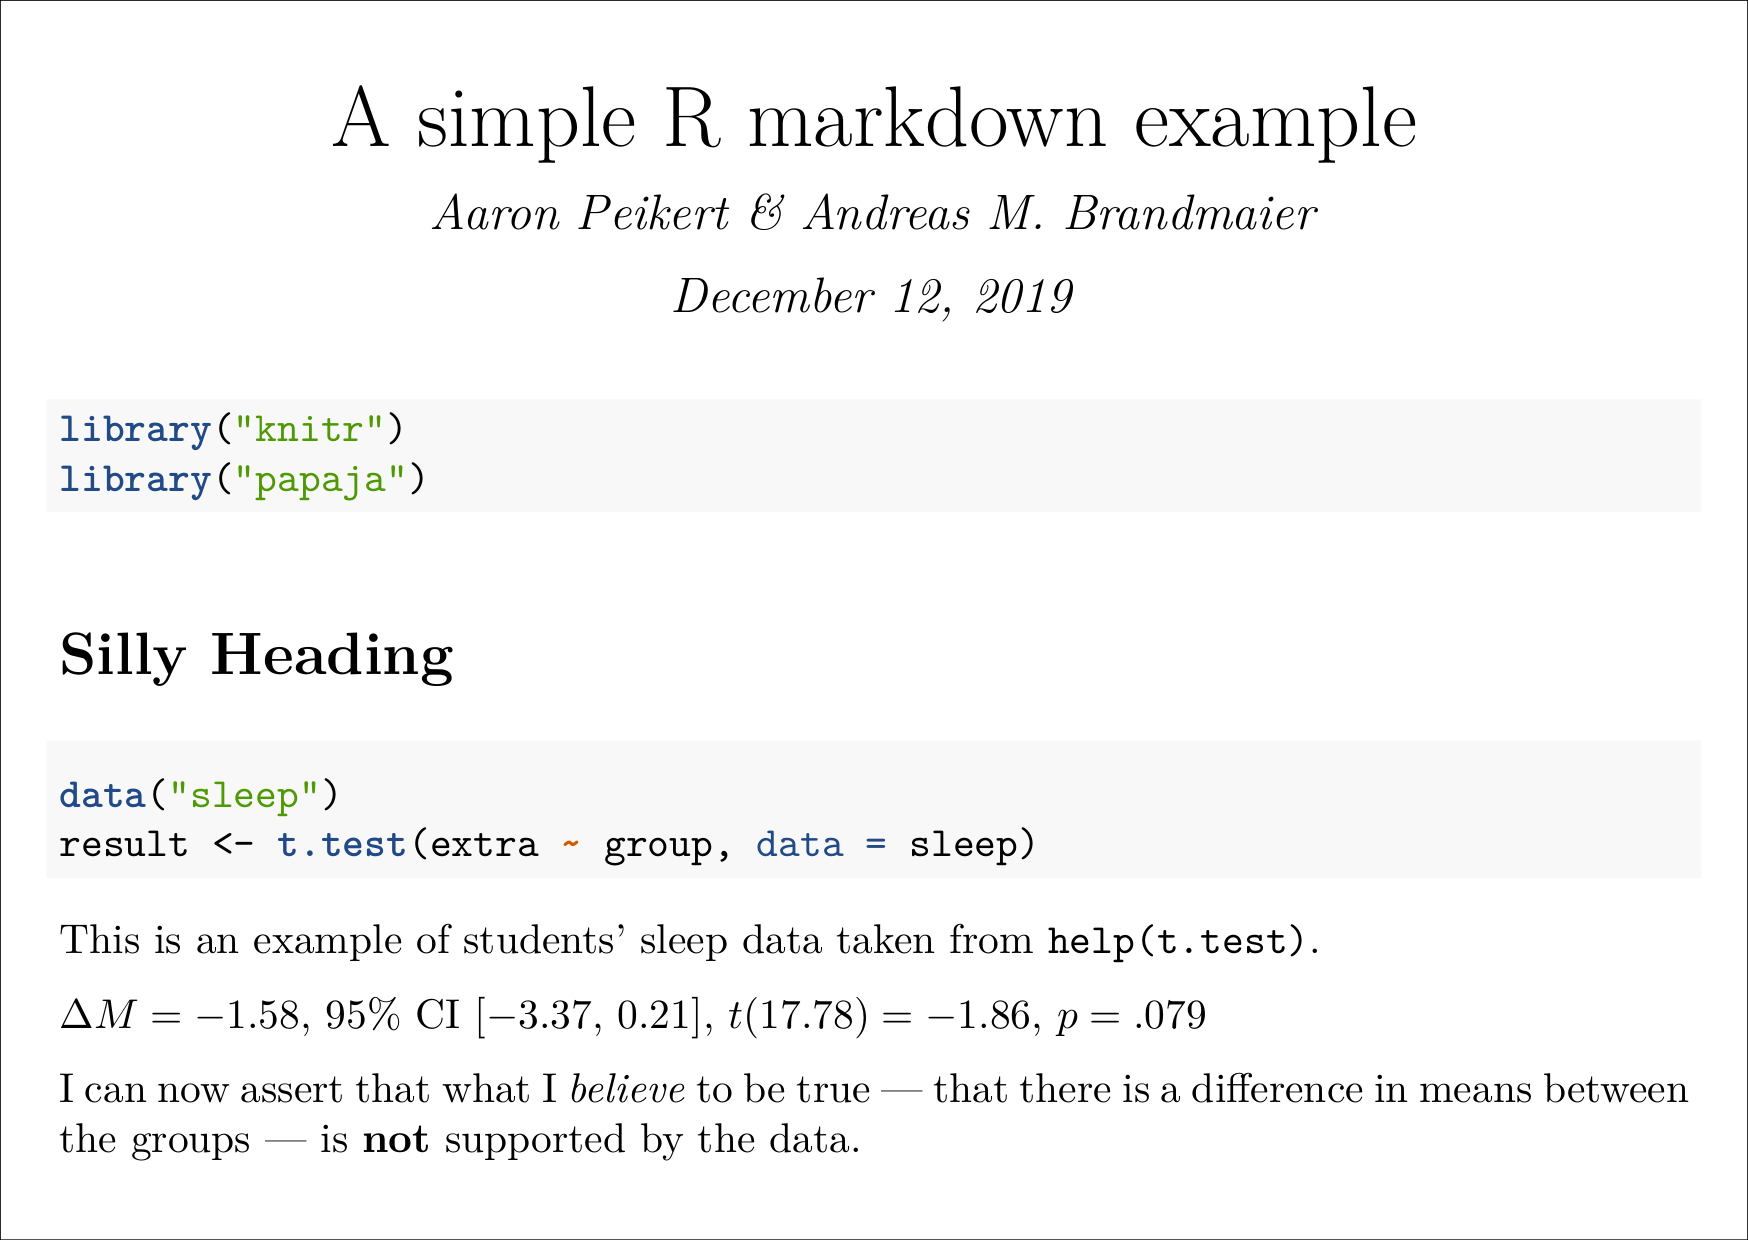 A simple R markdown example
Aaron Peikert & Andreas M. Brandmaier
December 12, 2019
library("knitr")
library("papaja")
Silly Heading
data("sleep")
result <- t.test(extra ~ group, data = sleep)
This is an example of students’ sleep data taken from help(t.test).
ΔM = −1.58, 95% CI [−3.37, 0.21], t(17.78) = −1.86, p = .079
I can now assert that what I believe to be true — that there is a difference in means between
the groups — is not supported by the data.